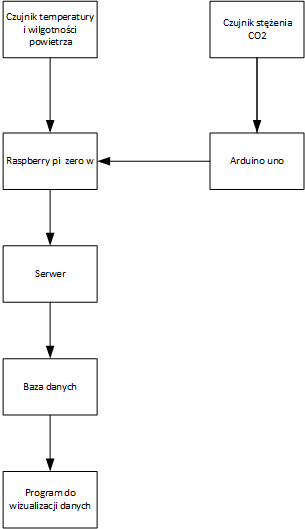 Czujnik temperatury
i wilgotności
powietrza
Czujnik stężenia
CO2
Raspberry pi zero w
Arduino uno
Serwer
Baza danych
Program do
wizualizacji danych